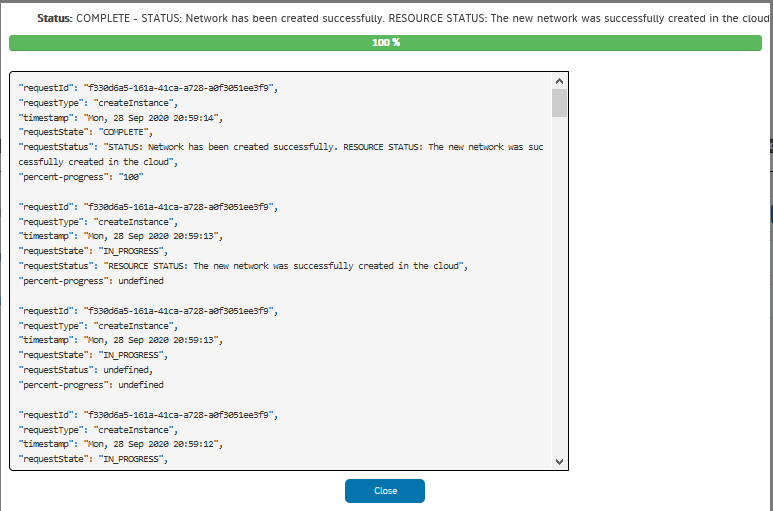 Status: COMPLETE - STATUS: Network has been created successfully. RESOURCE STATUS: The new network was successfully created in the cloud
100 %
"requestId": "f330d6a5-161a-41ca-a728-a0f3051ee3f9",
"requestType": "createInstance",
"timestamp": "Mon, 28 Sep 2020 20:59:14",
"requestState": "COMPLETE",
"requestStatus": "STATUS: Network has been created successfully. RESOURCE STATUS: The new network was suc
cessfully created in the cloud",
"percent-progress": "100"
"requestId": "f330d6a5-161a-41ca-a728-a0f3051ee3f9",
"requestType": "createInstance",
"timestamp": "Mon, 28 Sep 2020 20:59:13",
"requestState": "IN_PROGRESS",
"requestStatus": "RESOURCE STATUS: The new network was successfully created in the cloud",
"percent-progress": undefined
"requestId": "f330d6a5-161a-41ca-a728-a0f3051ee3f9",
"requestType": "createInstance",
"timestamp": "Mon, 28 Sep 2020 20:59:13",
"requestState": "IN_PROGRESS",
"requestStatus": undefined,
"percent-progress": undefined
"requestId": "f330d6a5-161a-41ca-a728-a0f3051ee3f9",
"requestType": "createInstance",
"timestamp": "Mon, 28 Sep 2020 20:59:12",
"requestState": "IN_PROGRESS",
Close